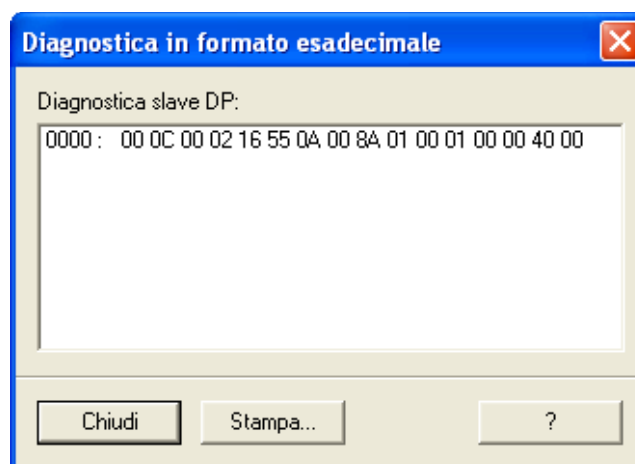 Diagnostica in formato esadecimale
Diagnostica slave DP:
0000 : 00 0C 00 02 16 55 0A 00 8A 01 00 01 00 00 40 00
Chiudi
Stampa...
?